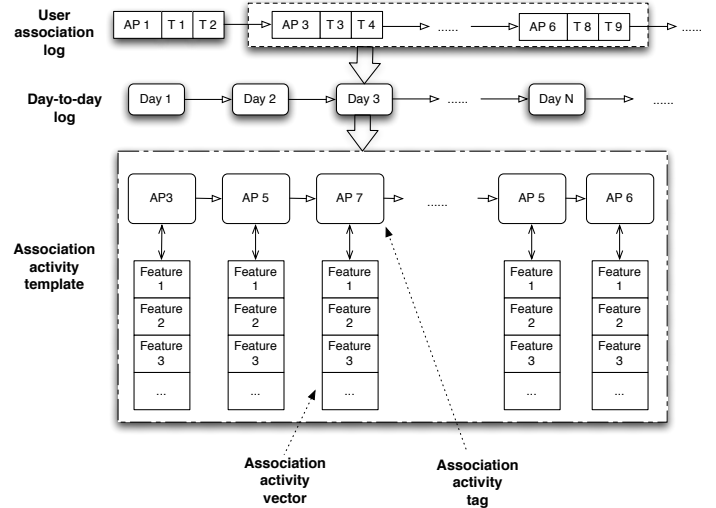 User association log
AP 1 T 1 T 2 AP 3 T 3 T 4 ...... AP 6 T 8 T 9 ......
Day-to-day log
Day 1 Day 2 Day 3 ...... Day N ......
Association activity template
AP3 AP 5 AP 7 ...... AP 5 AP 6
Feature 1 Feature 1 Feature 1 Feature 1 Feature 1
Feature 2 Feature 2 Feature 2 Feature 2 Feature 2
Feature 3 Feature 3 Feature 3 Feature 3 Feature 3
... ... ... ... ...
Association activity vector
Association activity tag